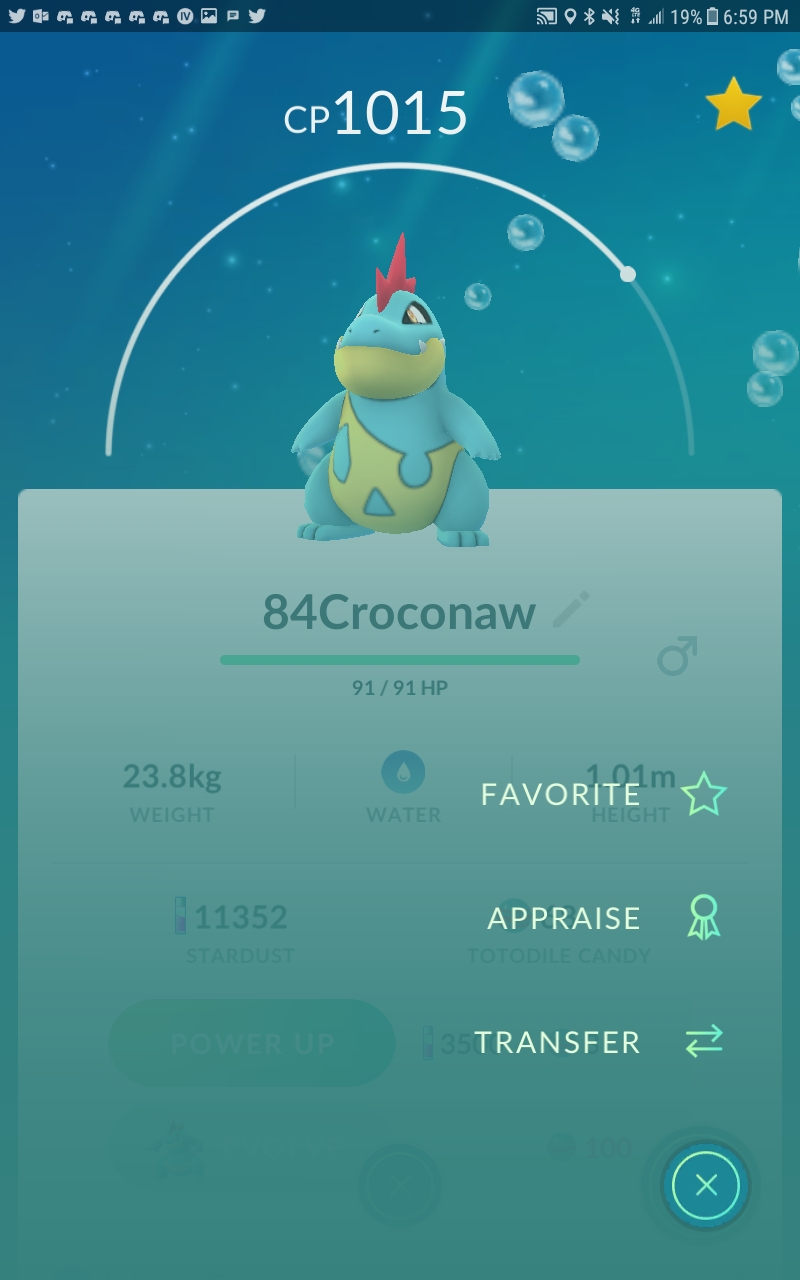 19% 6:59 PM
CP1015
84Croconaw
91 / 91 HP
23.8kg
WEIGHT
WATER
1.01m
HEIGHT
FAVORITE
11352
STARDUST
APPRAISE
TOTODILE CANDY
POWER UP
TRANSFER
100